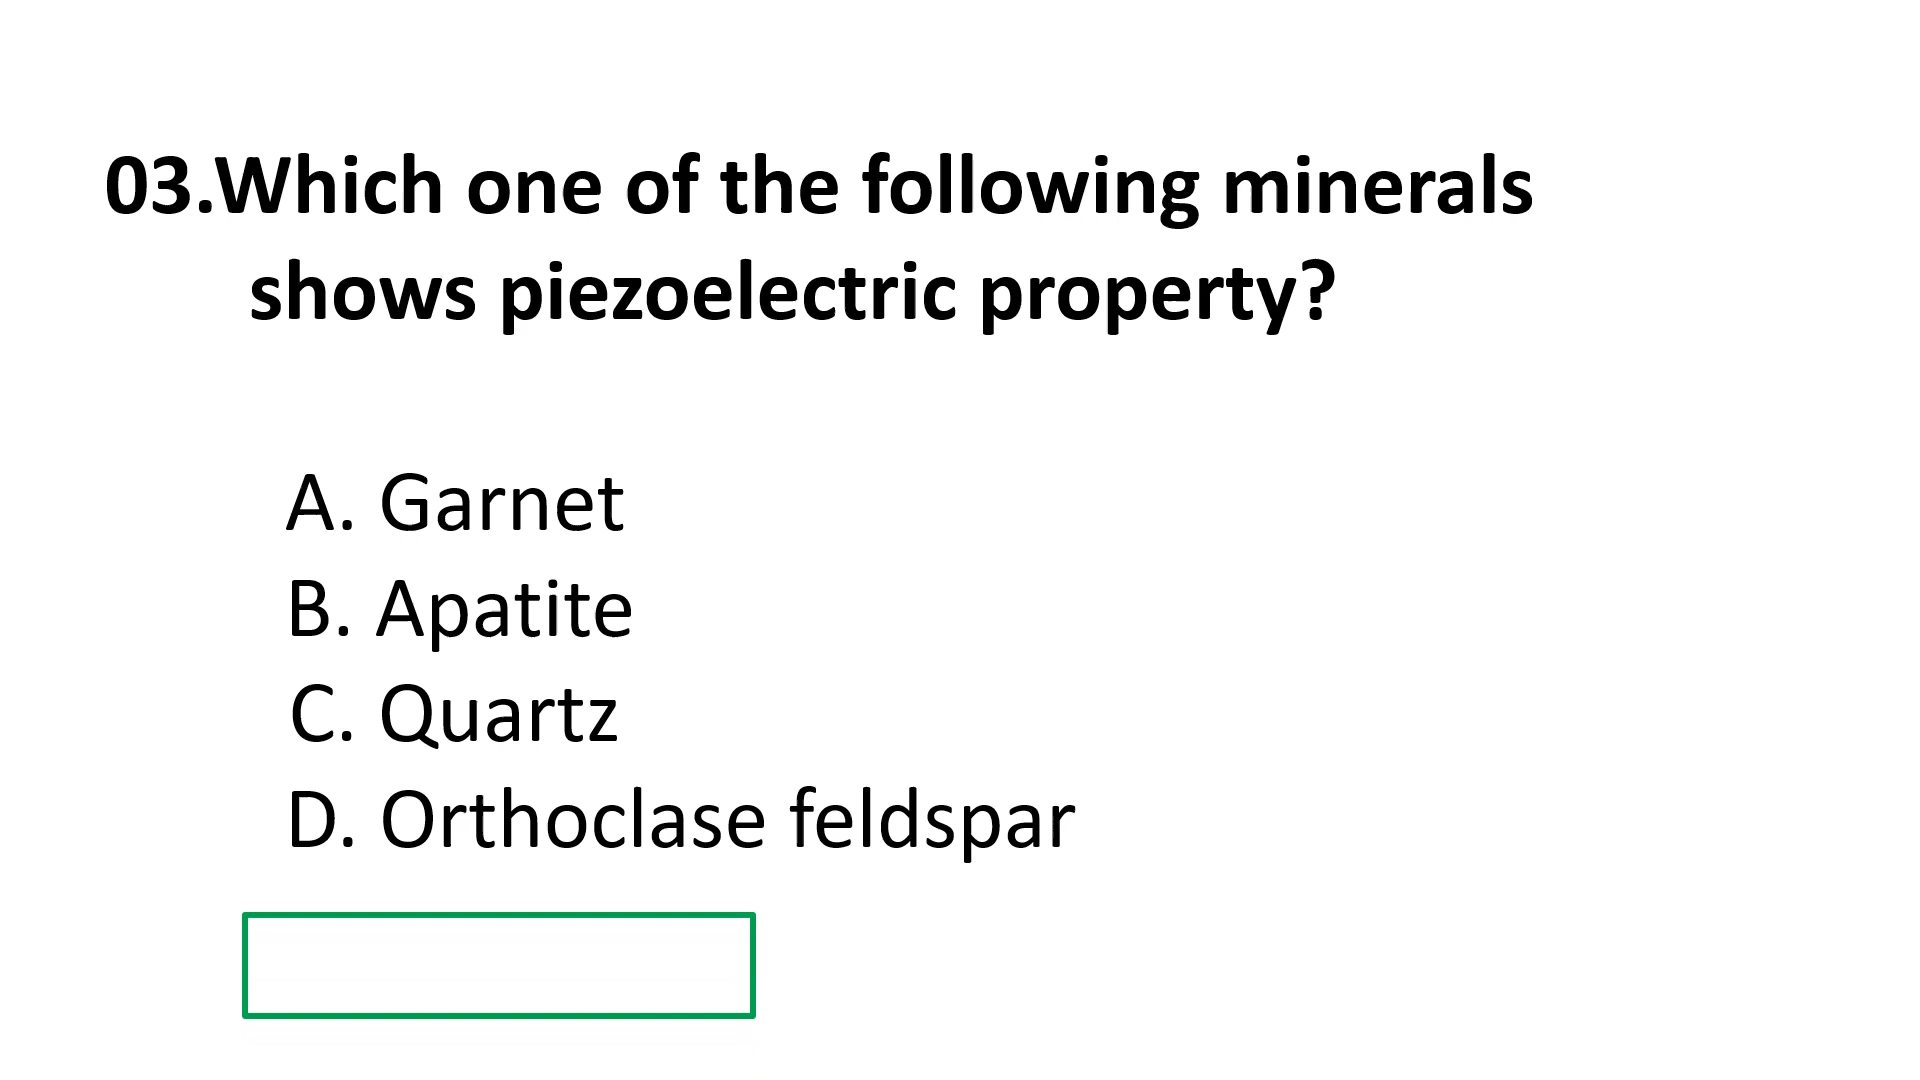 03.Which one of the following minerals
shows piezoelectric property?
A. Garnet
B. Apatite
C. Quartz
D. Orthoclase feldspar